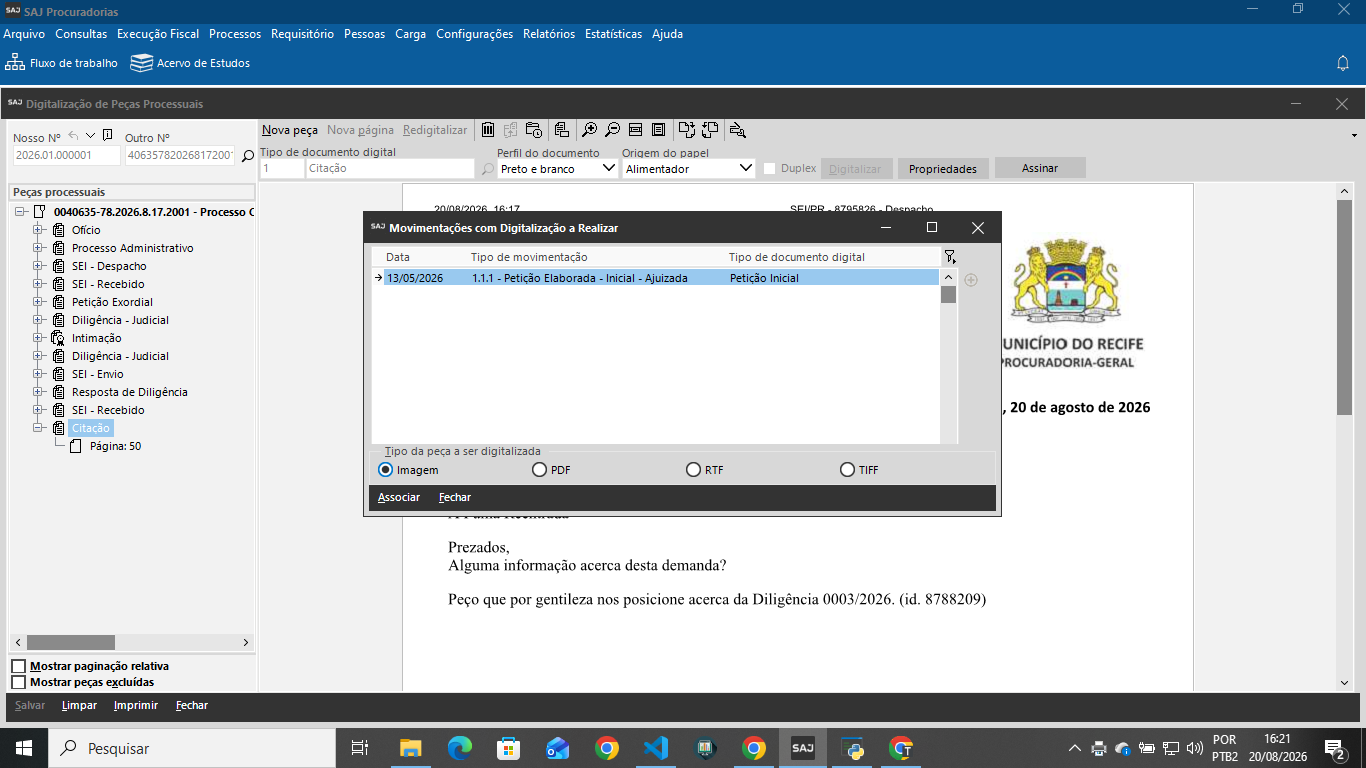 SAJ SAJ Procuradorias
Arquivo Consultas Execução Fiscal Processos Requisitório Pessoas Carga Configurações Relatórios Estatísticas Ajuda
Fluxo de trabalho Acervo de Estudos
SAJ Digitalização de Peças Processuais
Nosso Nº Outro Nº
2026.01.000001 406357820268172001
Nova peça Nova página Redigitalizar
Tipo de documento digital Perfil do documento Origem do papel
1 Citação Preto e branco Alimentador Duplex Digitalizar Propriedades Assinar
Peças processuais
0040635-78.2026.8.17.2001 - Processo C
Ofício
Processo Administrativo
SEI - Despacho
SEI - Recebido
Petição Exordial
Diligência - Judicial
Intimação
Diligência - Judicial
SEI - Envio
Resposta de Diligência
SEI - Recebido
Citação
Página: 50
Mostrar paginação relativa
Mostrar peças excluídas
20/08/2026, 16:17 SEI/PR - 8795826 - Despacho
SAJ Movimentações com Digitalização a Realizar
Data Tipo de movimentação Tipo de documento digital
13/05/2026 1.1.1 - Petição Elaborada - Inicial - Ajuizada Petição Inicial
Tipo da peça a ser digitalizada
Imagem PDF RTF TIFF
Associar Fechar
UNICÍPIO DO RECIFE
PROCURADORIA-GERAL
, 20 de agosto de 2026
Prezados,
Alguma informação acerca desta demanda?
Peço que por gentileza nos posicione acerca da Diligência 0003/2026. (id. 8788209)
Salvar Limpar Imprimir Fechar
Pesquisar
SAJ
POR
PTB2
16:21
20/08/2026
2